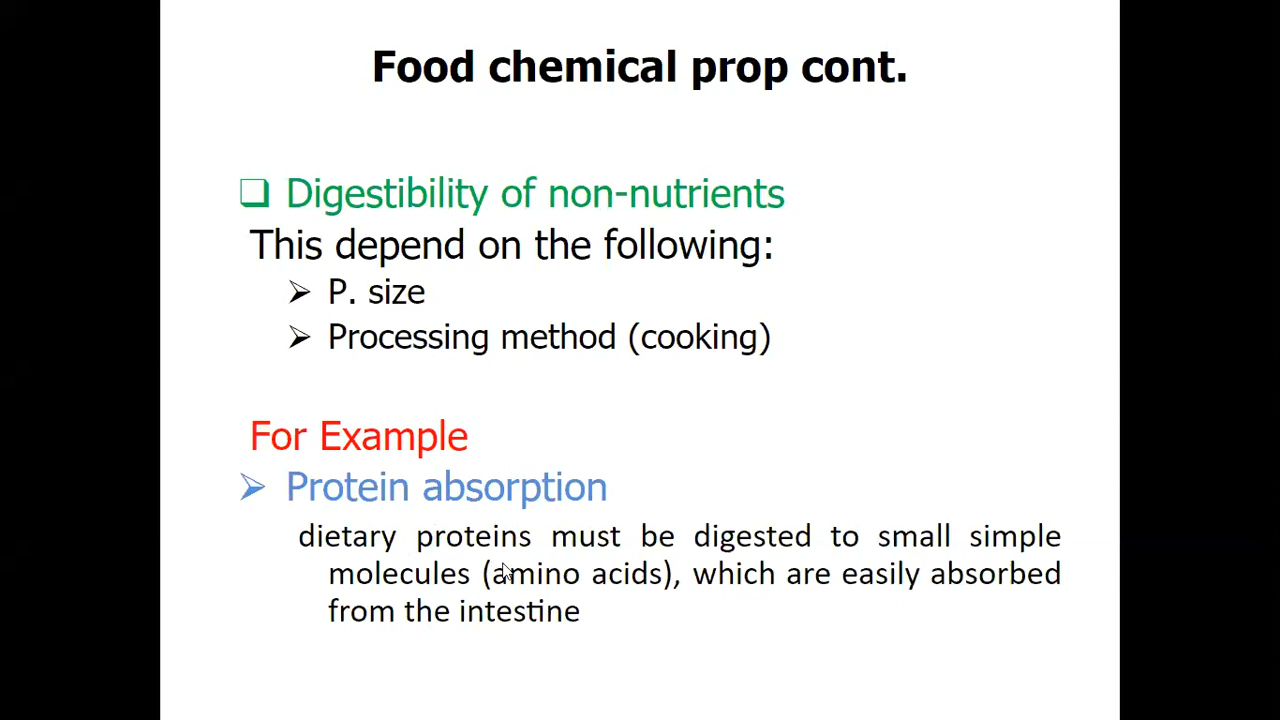 Food chemical prop cont.
❑ Digestibility of non-nutrients
This depend on the following:
➢ P. size
➢ Processing method (cooking)
For Example
➢ Protein absorption
dietary proteins must be digested to small simple
molecules (amino acids), which are easily absorbed
from the intestine